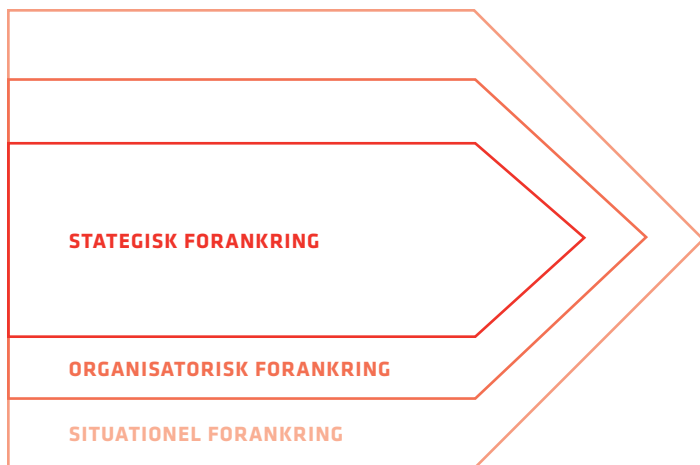 STATEGISK FORANKRING
ORGANISATORISK FORANKRING
SITUATIONEL FORANKRING